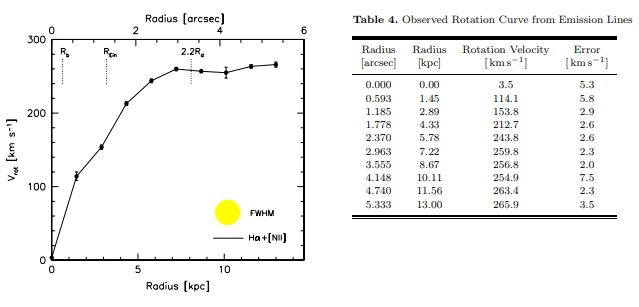 Radius [arcsec]
0 2 4 6
300
200
100
0
V_rot [km s⁻¹]
R_b R_Ein 2.2R_d
FWHM
Hα+[NII]
0 5 10
Radius [kpc]
Table 4. Observed Rotation Curve from Emission Lines
Radius Radius Rotation Velocity Error
[arcsec] [kpc] [km s⁻¹] [km s⁻¹]
0.000 0.00 3.5 5.3
0.593 1.45 114.1 5.8
1.185 2.89 153.8 2.9
1.778 4.33 212.7 2.6
2.370 5.78 243.8 2.6
2.963 7.22 259.8 2.3
3.555 8.67 256.8 2.0
4.148 10.11 254.9 7.5
4.740 11.56 263.4 2.3
5.333 13.00 265.9 3.5